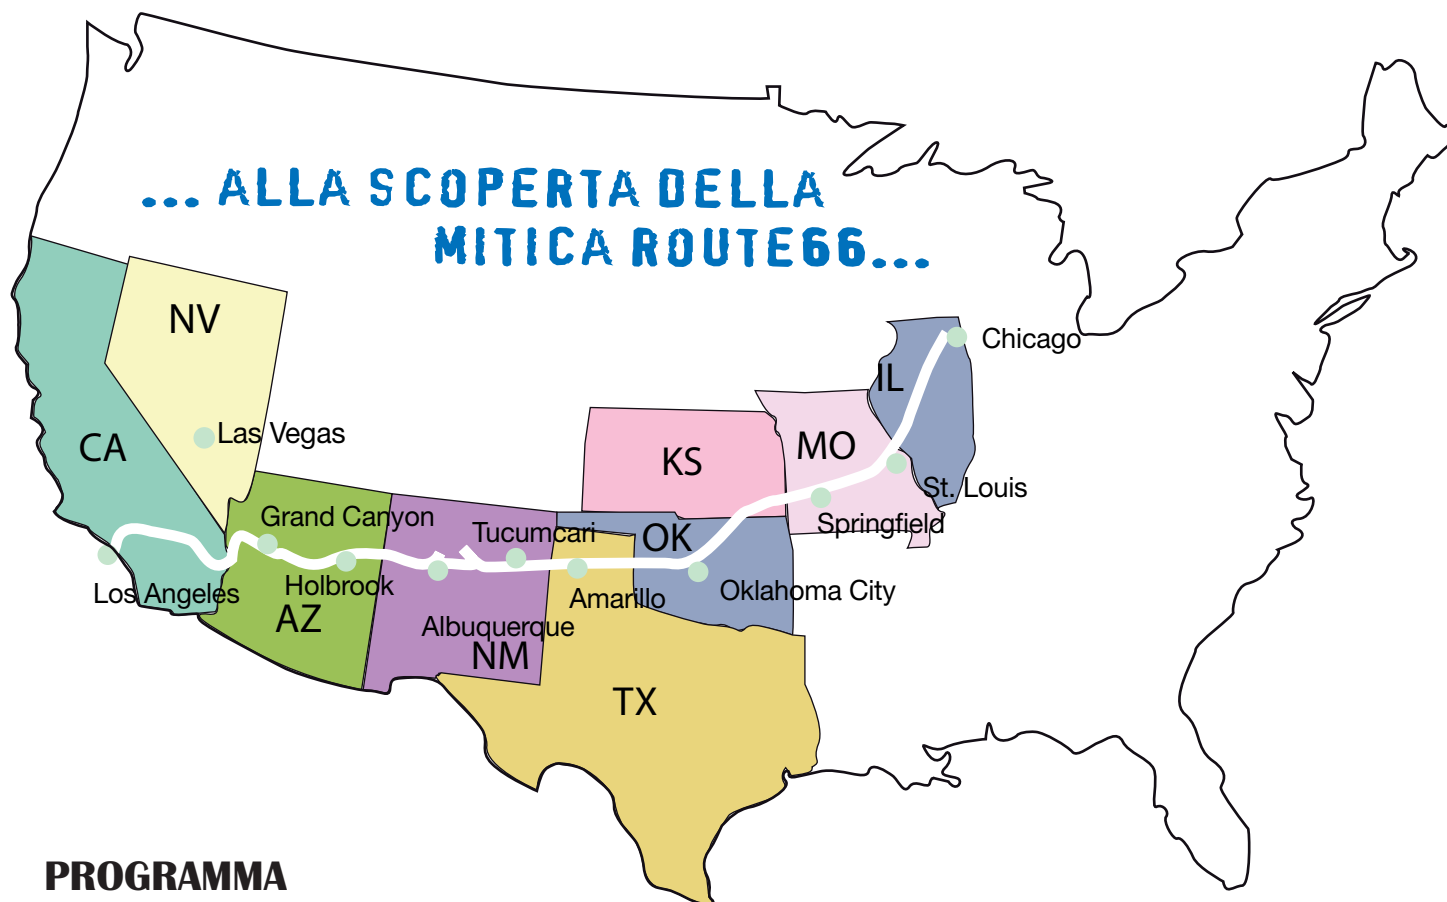 ... ALLA SCOPERTA DELLA
MITICA ROUTE66...
NV
Chicago
IL
CA
Las Vegas
KS
MO
St. Louis
Grand Canyon
Tucumcari
OK
Springfield
Los Angeles
Holbrook
Amarillo
Oklahoma City
AZ
Albuquerque
NM
TX
PROGRAMMA